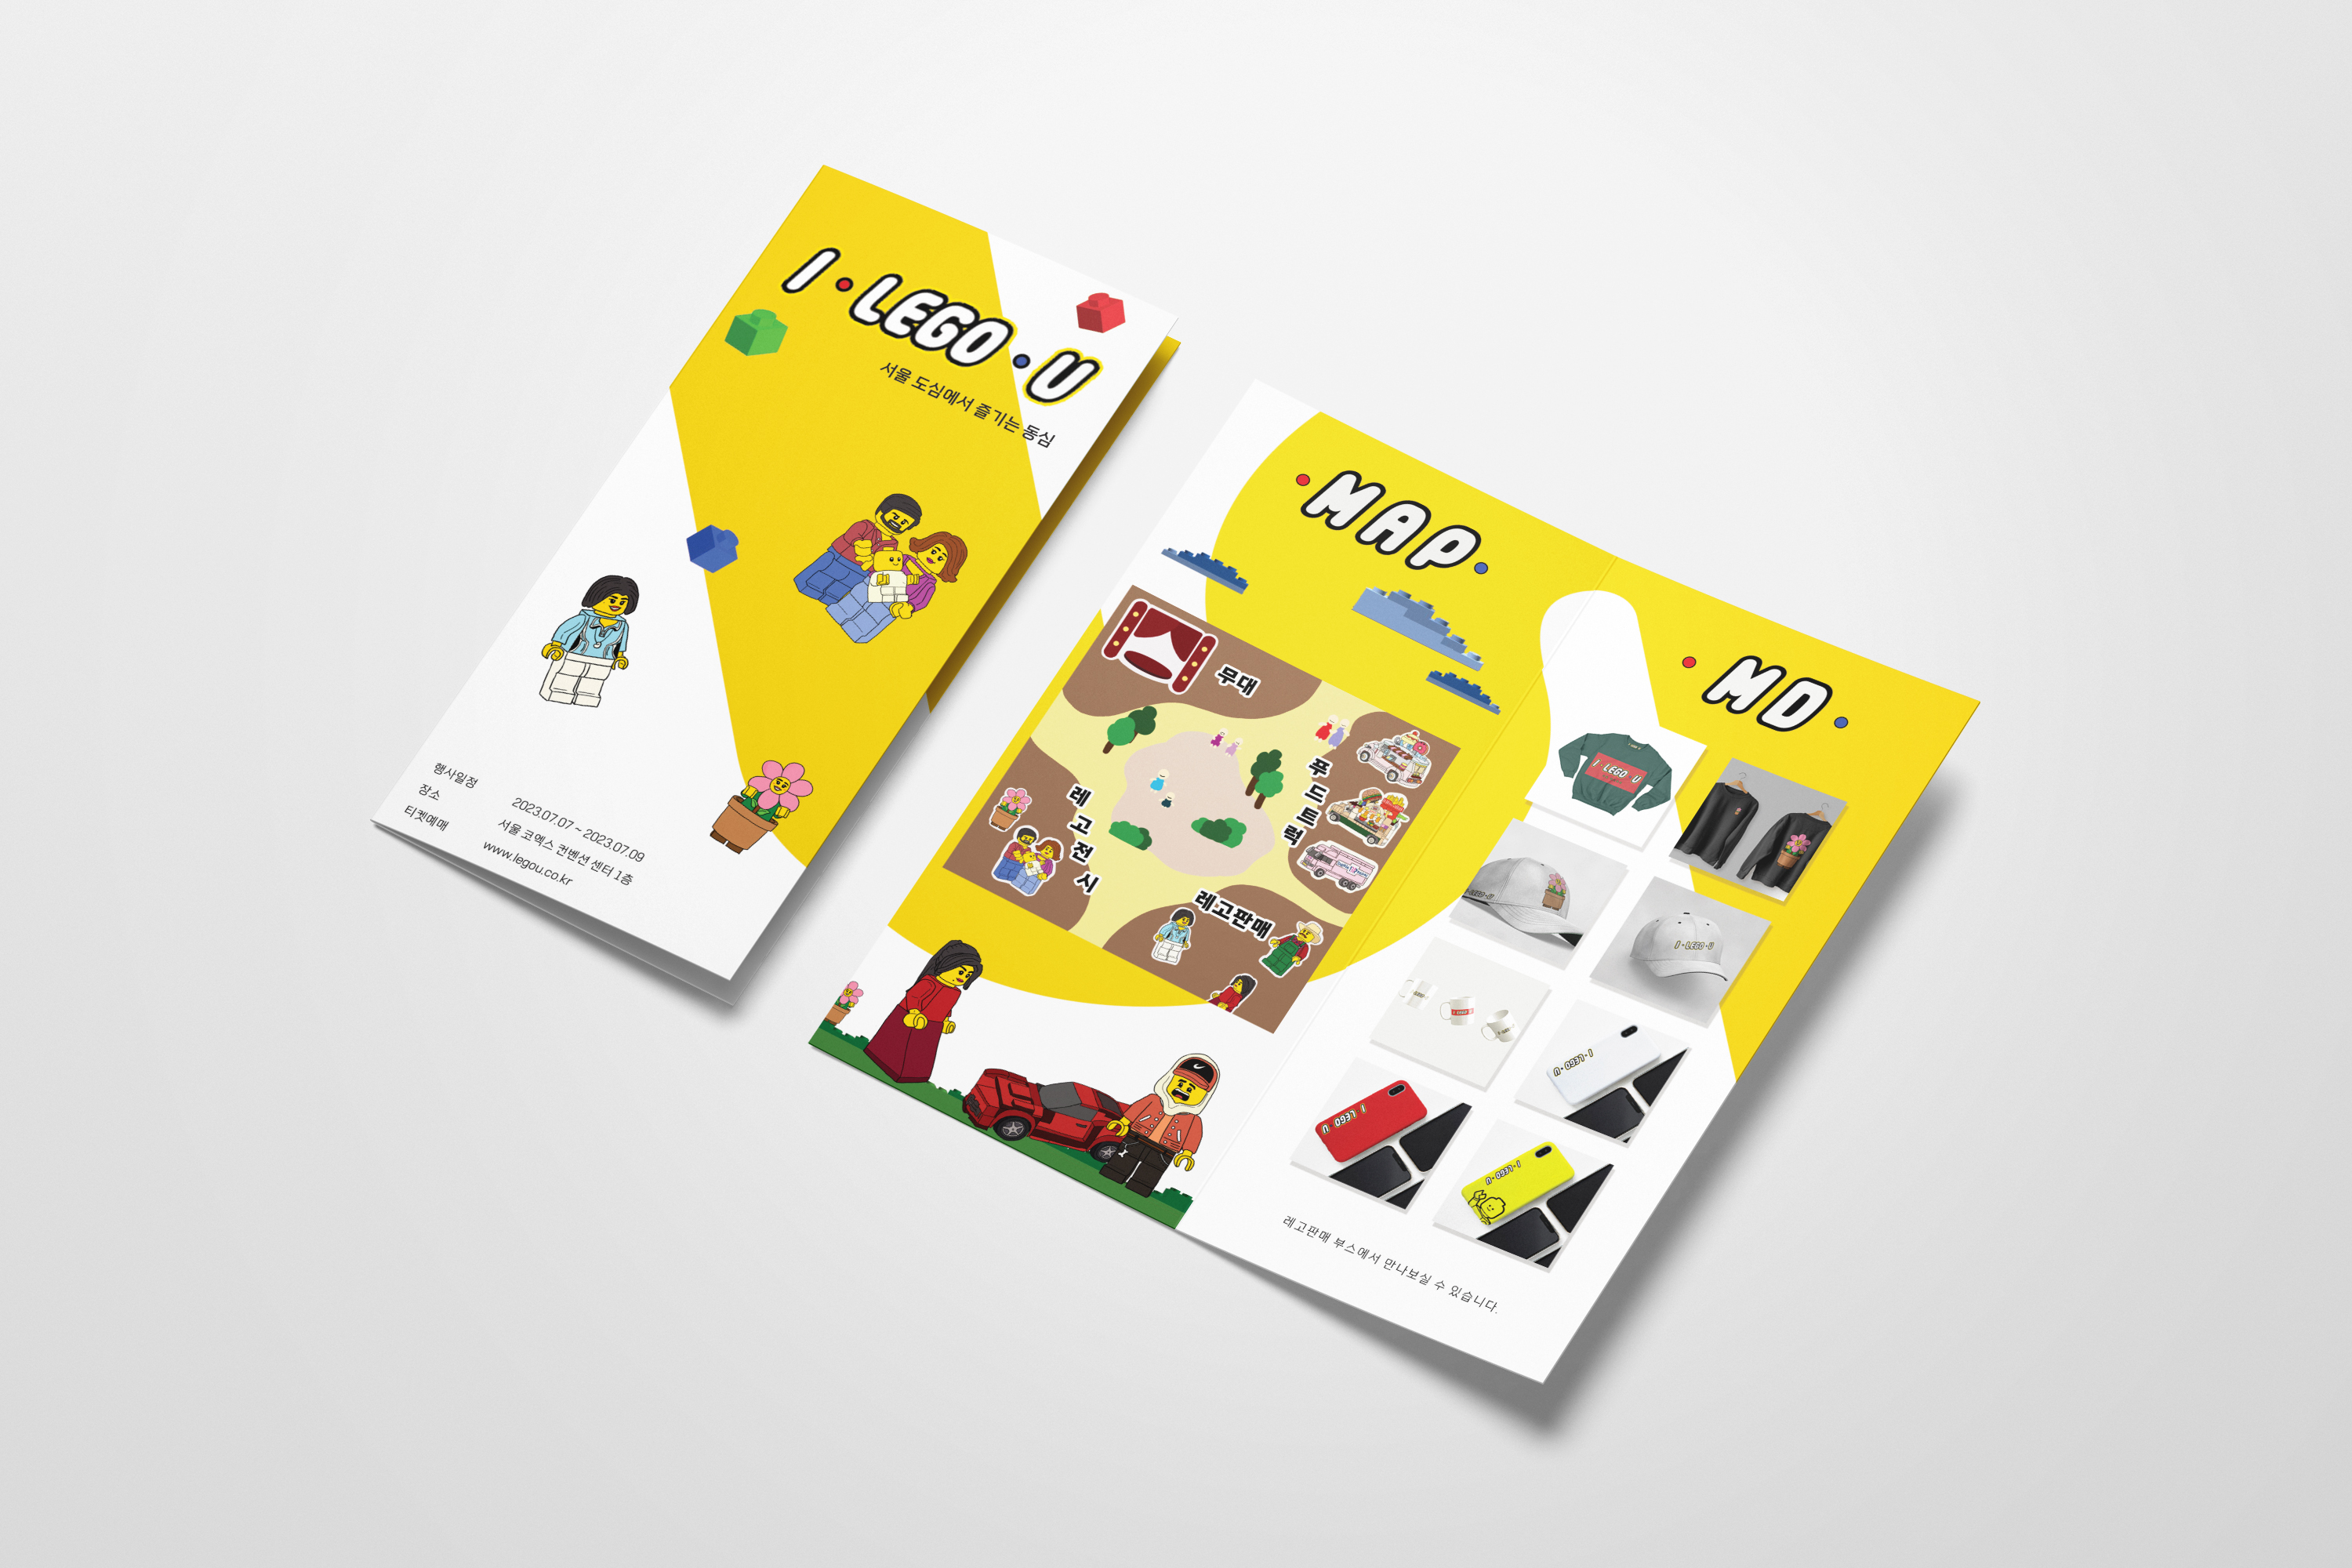 I·LEGO·U
서울 도심에서 즐기는 동심
행사일정 2023.07.07 ~ 2023.07.09
장소 서울 코엑스 컨벤션 센터 1층
티켓예매 www.legou.co.kr
·MAP·
무대
푸드트럭
레고전시
레고판매
·MD·
I·LEGO·U
I·LEGO·U
I·LEGO·U
I·LEGO·U
I·LEGO·U
레고판매 부스에서 만나보실 수 있습니다.